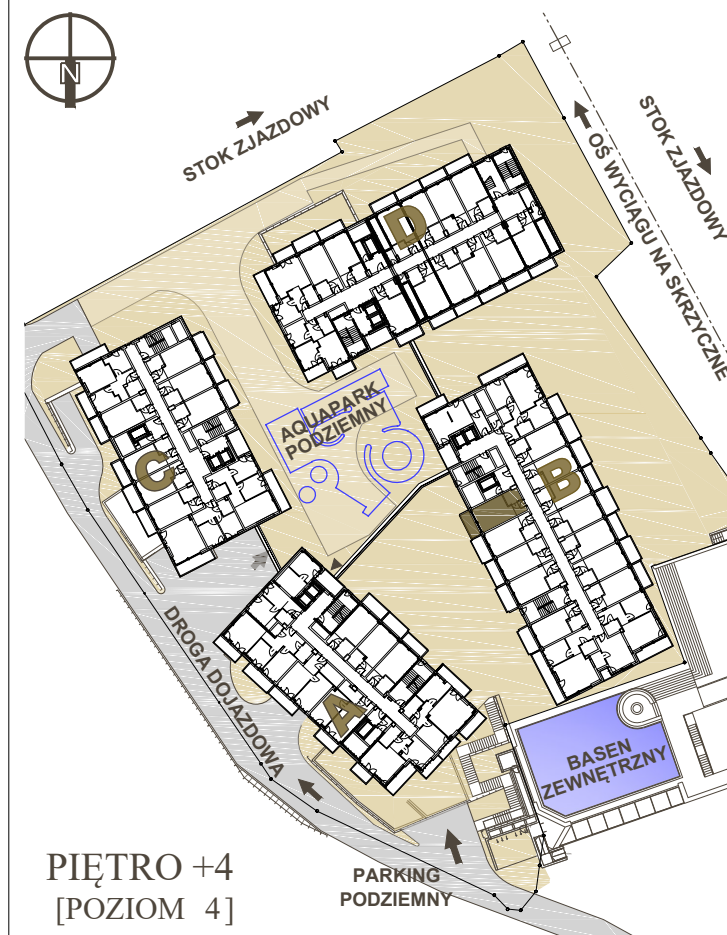 N
STOK ZJAZDOWY
STOK ZJAZDOWY
OŚ WYCIĄGU NA SKRZYCZNE
D
AQUAPARK
PODZIEMNY
C
B
DROGA DOJAZDOWA
A
BASEN
ZEWNĘTRZNY
PIĘTRO +4
[POZIOM 4]
PARKING
PODZIEMNY